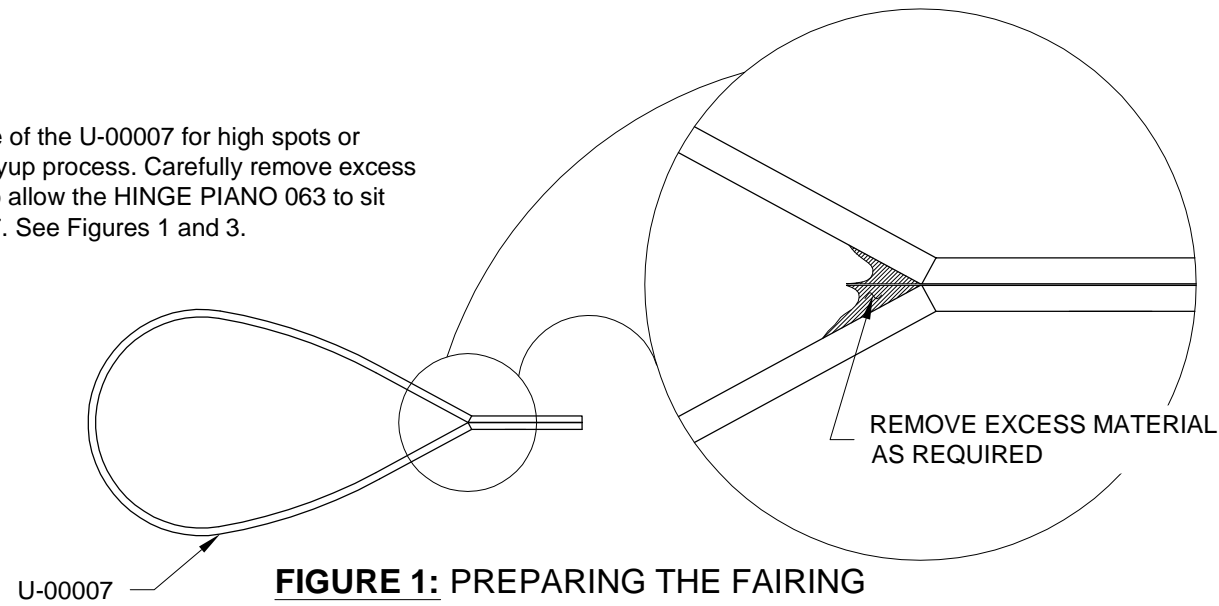 of the U-00007 for high spots or
process. Carefully remove excess
allow the HINGE PIANO 063 to sit
See Figures 1 and 3.
REMOVE EXCESS MATERIAL
AS REQUIRED
U-00007
FIGURE 1: PREPARING THE FAIRING